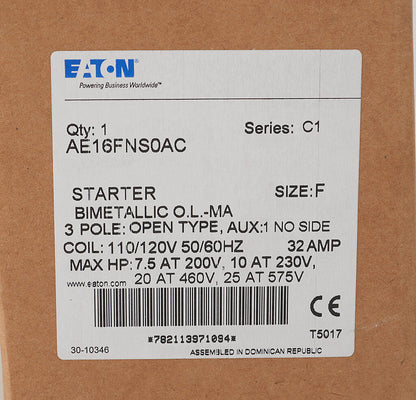 EATON
Powering Business Worldwide™
Qty: 1 Series: C1
AE16FNS0AC
STARTER SIZE: F
BIMETALLIC O.L.-MA
3 POLE: OPEN TYPE, AUX:1 NO SIDE
COIL: 110/120V 50/60HZ 32 AMP
MAX HP: 7.5 AT 200V, 10 AT 230V,
www.eaton.com 20 AT 460V, 25 AT 575V
CE
*782113971094* T5017
30-10346 ASSEMBLED IN DOMINICAN REPUBLIC